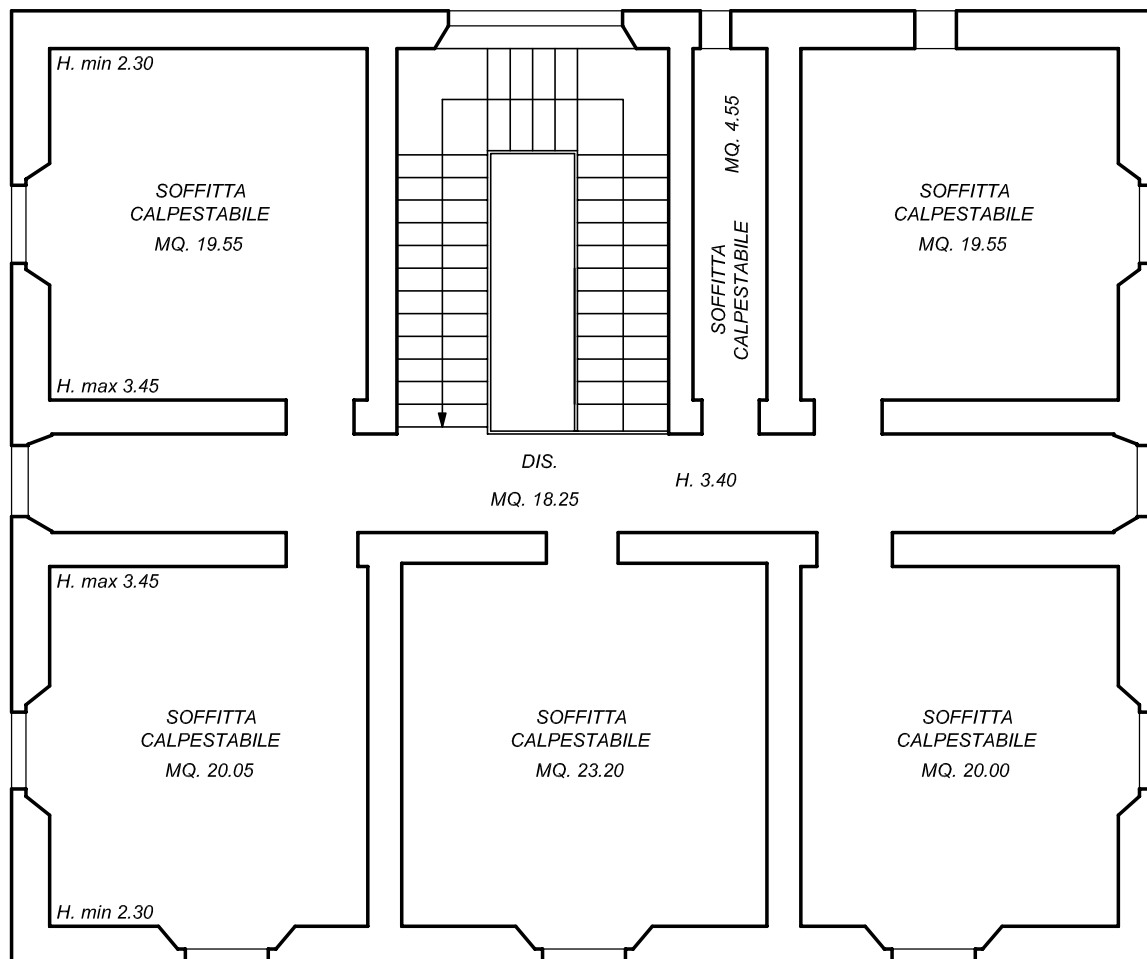 H. min 2.30
SOFFITTA
CALPESTABILE
MQ. 19.55
H. max 3.45
SOFFITTA
CALPESTABILE
MQ. 4.55
SOFFITTA
CALPESTABILE
MQ. 19.55
DIS.
MQ. 18.25
H. 3.40
H. max 3.45
SOFFITTA
CALPESTABILE
MQ. 20.05
H. min 2.30
SOFFITTA
CALPESTABILE
MQ. 23.20
SOFFITTA
CALPESTABILE
MQ. 20.00